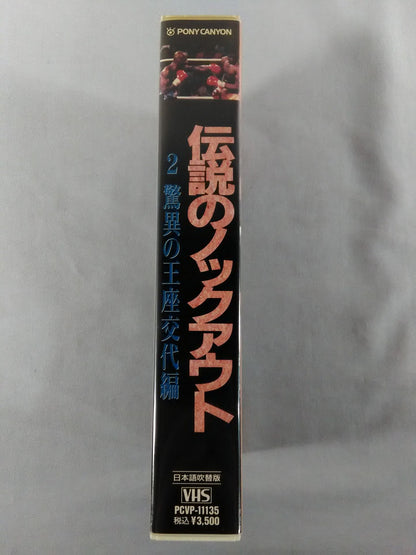 PONY CANYON
伝説のノックアウト
2 驚異の王座交代編
日本語吹替版
VHS
PCVP-11135
税込 ¥3,500